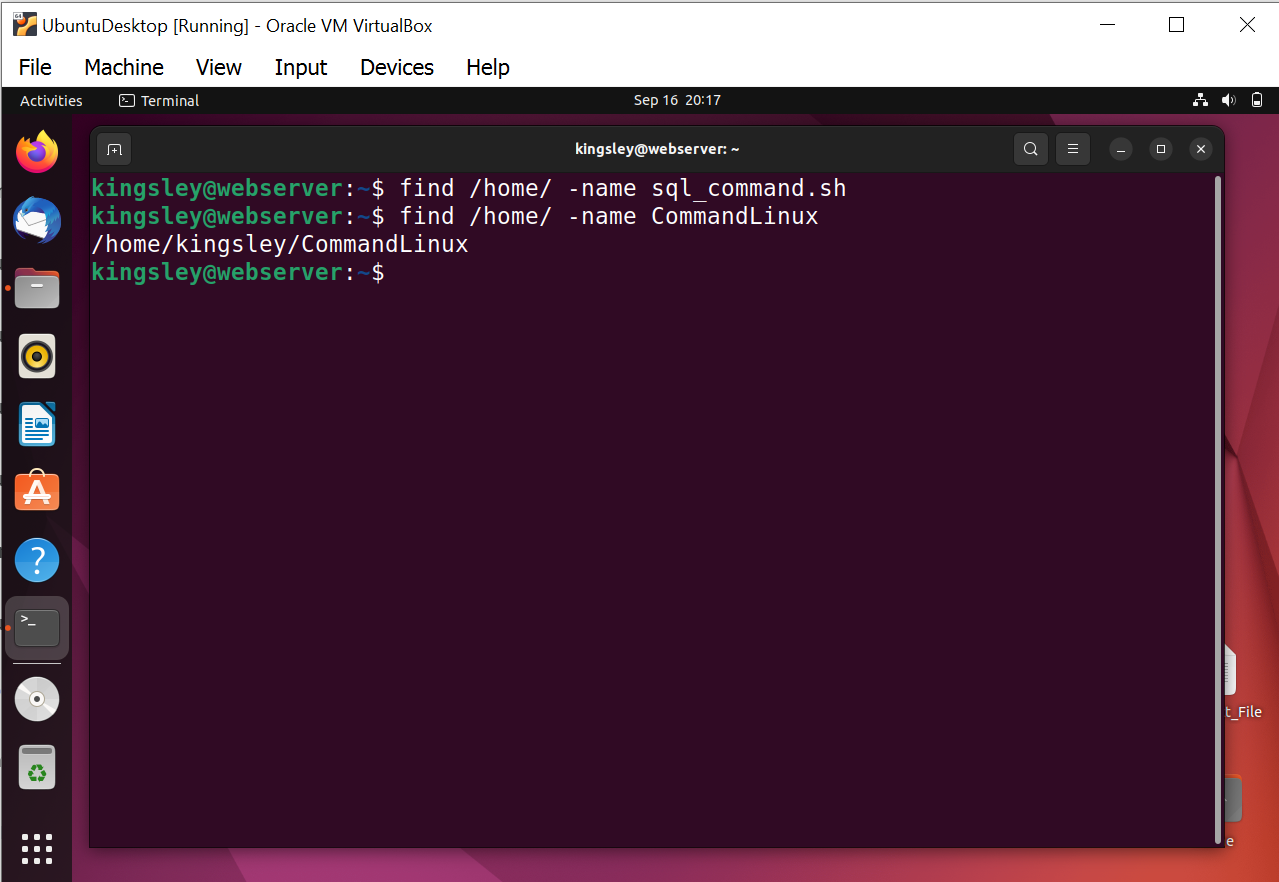 UbuntuDesktop [Running] - Oracle VM VirtualBox
File Machine View Input Devices Help
Activities Terminal Sep 16 20:17
kingsley@webserver: ~
kingsley@webserver:~$ find /home/ -name sql_command.sh
kingsley@webserver:~$ find /home/ -name CommandLinux
/home/kingsley/CommandLinux
kingsley@webserver:~$
t_File
e